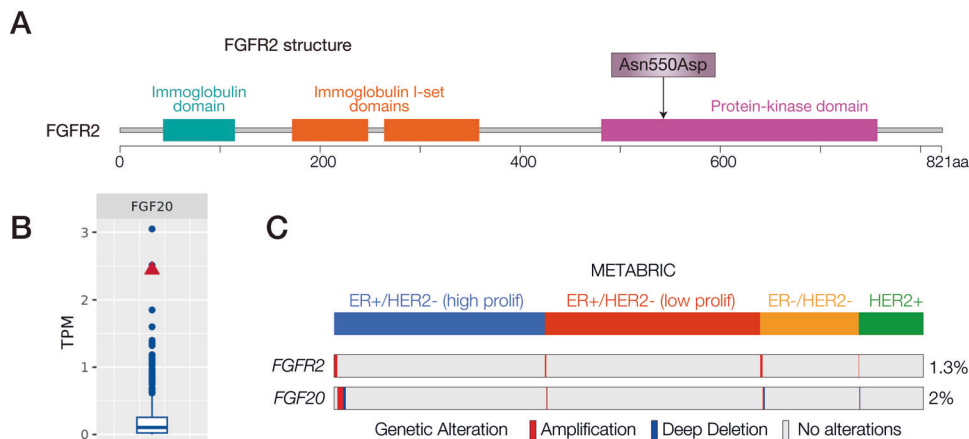 A
FGFR2 structure
Asn550Asp
Immoglobulin
domain
Immoglobulin I-set
domains
Protein-kinase domain
FGFR2
0 200 400 600 821aa
B
FGF20
3
2
1
0
TPM
C
METABRIC
ER+/HER2- (high prolif) ER+/HER2- (low prolif) ER-/HER2- HER2+
FGFR2 1.3%
FGF20 2%
Genetic Alteration Amplification Deep Deletion No alterations